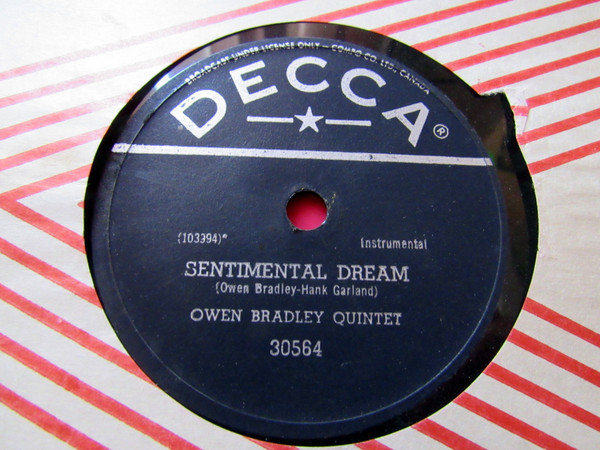 BROADCAST UNDER LICENSE ONLY — COMPO CO. LTD., CANADA
DECCA®
(103394)* Instrumental
SENTIMENTAL DREAM
(Owen Bradley-Hank Garland)
OWEN BRADLEY QUINTET
30564